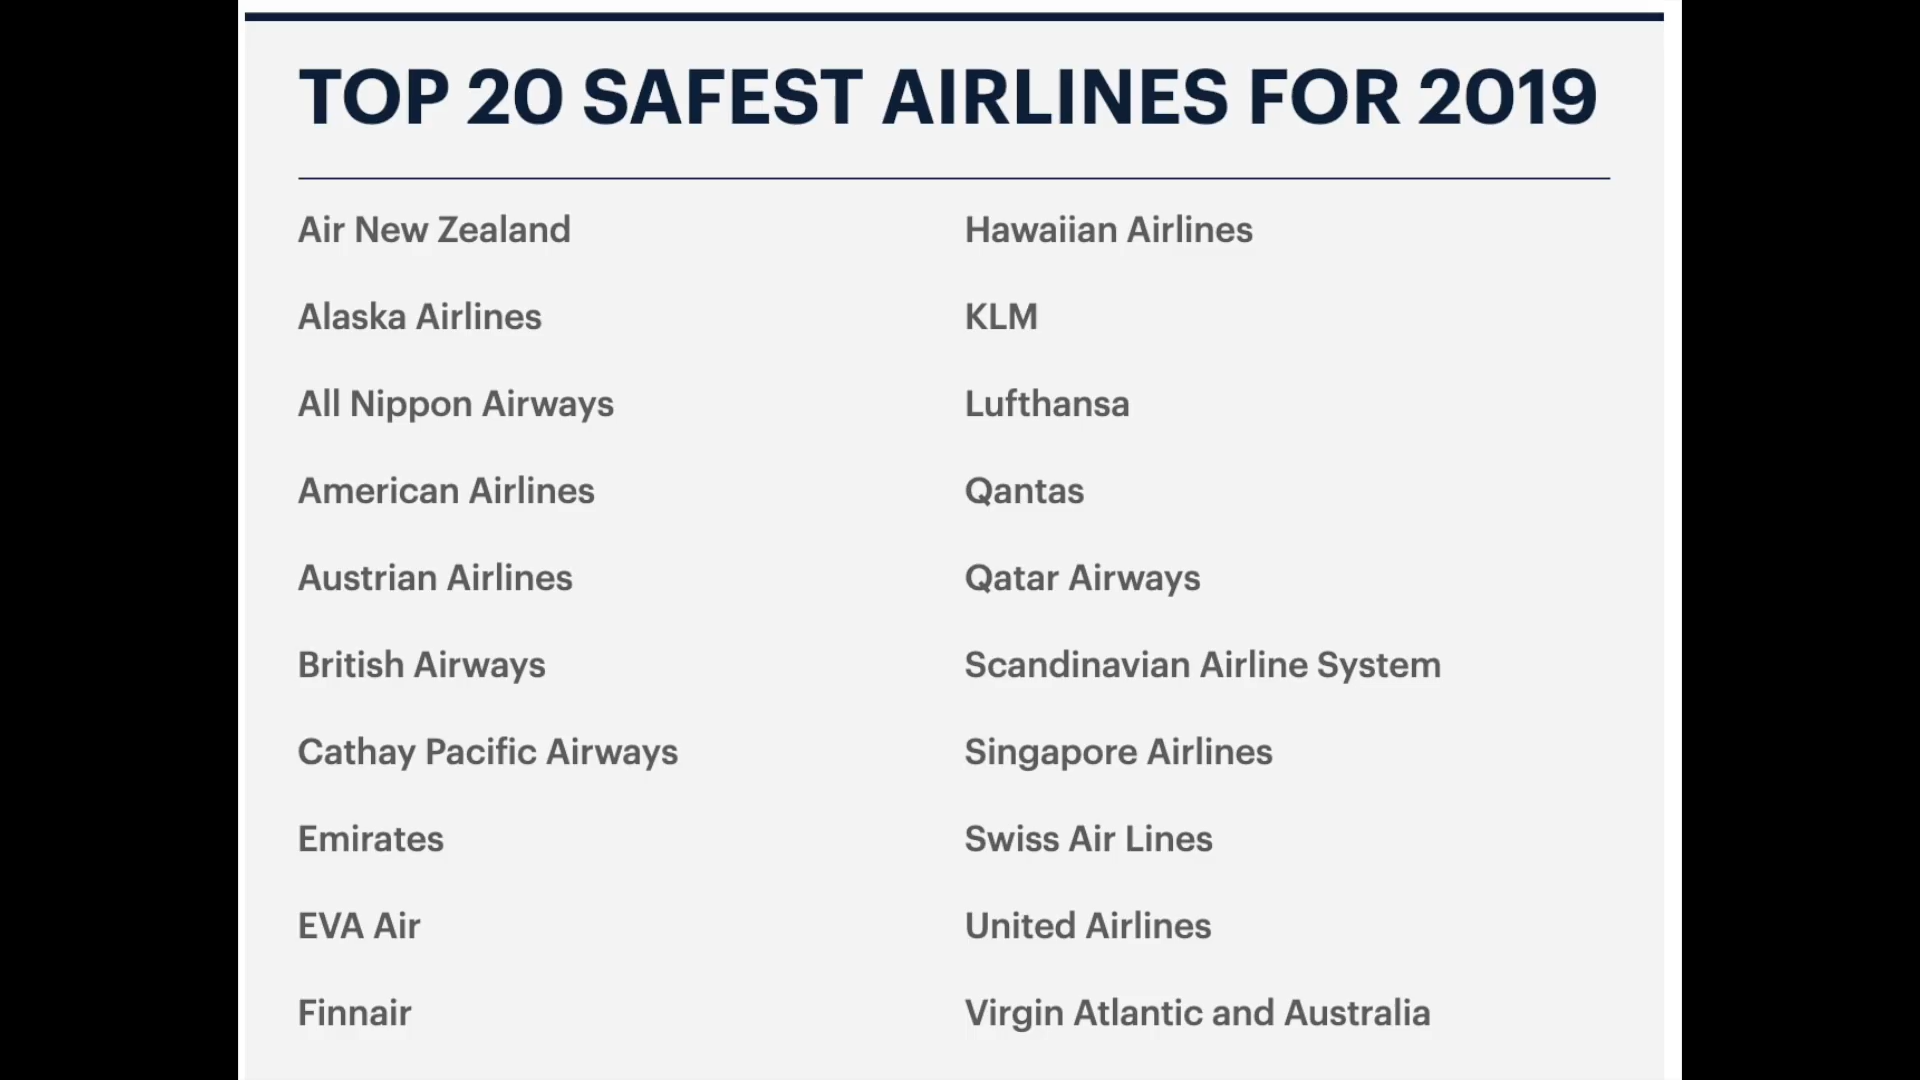 TOP 20 SAFEST AIRLINES FOR 2019
Air New Zealand
Alaska Airlines
All Nippon Airways
American Airlines
Austrian Airlines
British Airways
Cathay Pacific Airways
Emirates
EVA Air
Finnair
Hawaiian Airlines
KLM
Lufthansa
Qantas
Qatar Airways
Scandinavian Airline System
Singapore Airlines
Swiss Air Lines
United Airlines
Virgin Atlantic and Australia